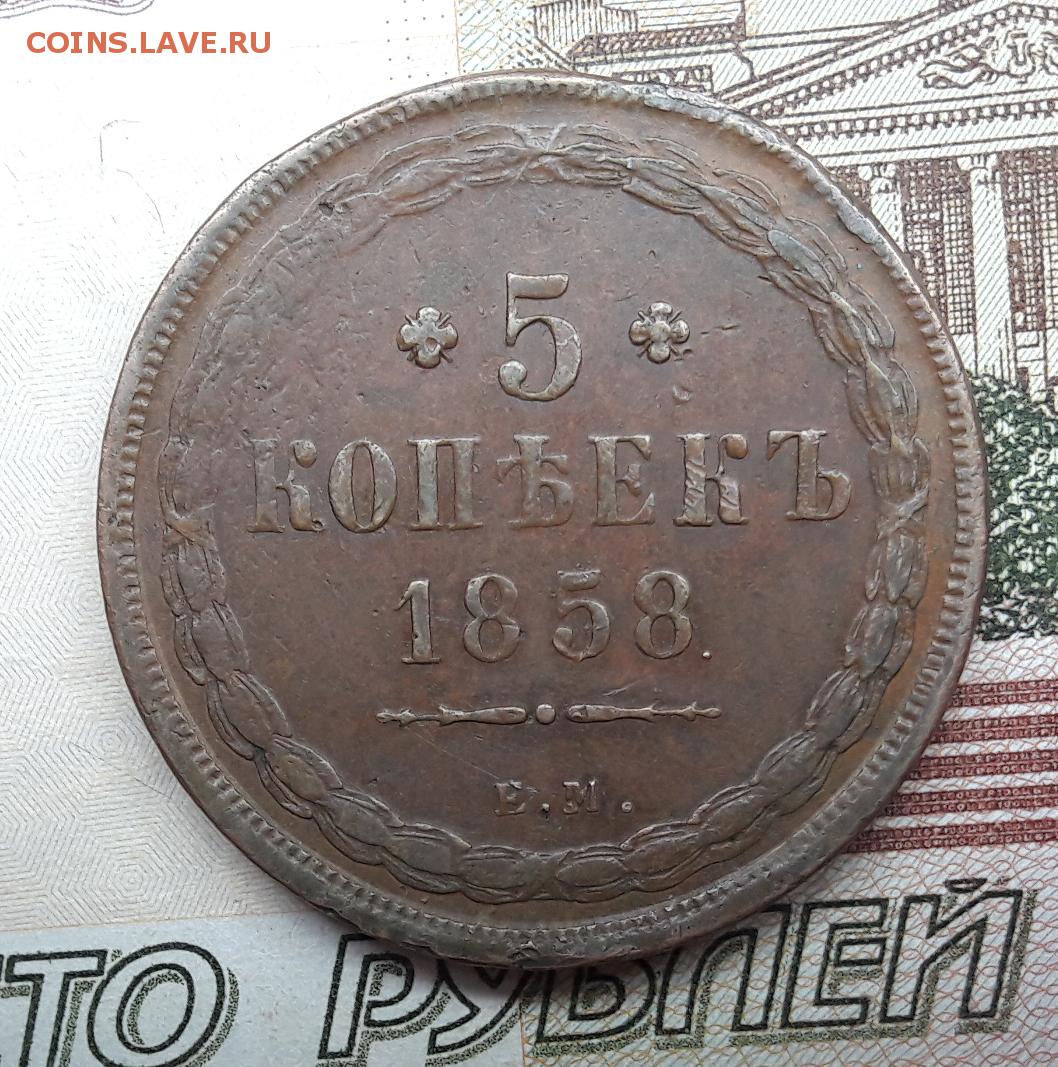 COINS.LAVE.RU
5
КОПѢЕКЪ
1858.
Е.М.
СТО РУБЛЕЙ